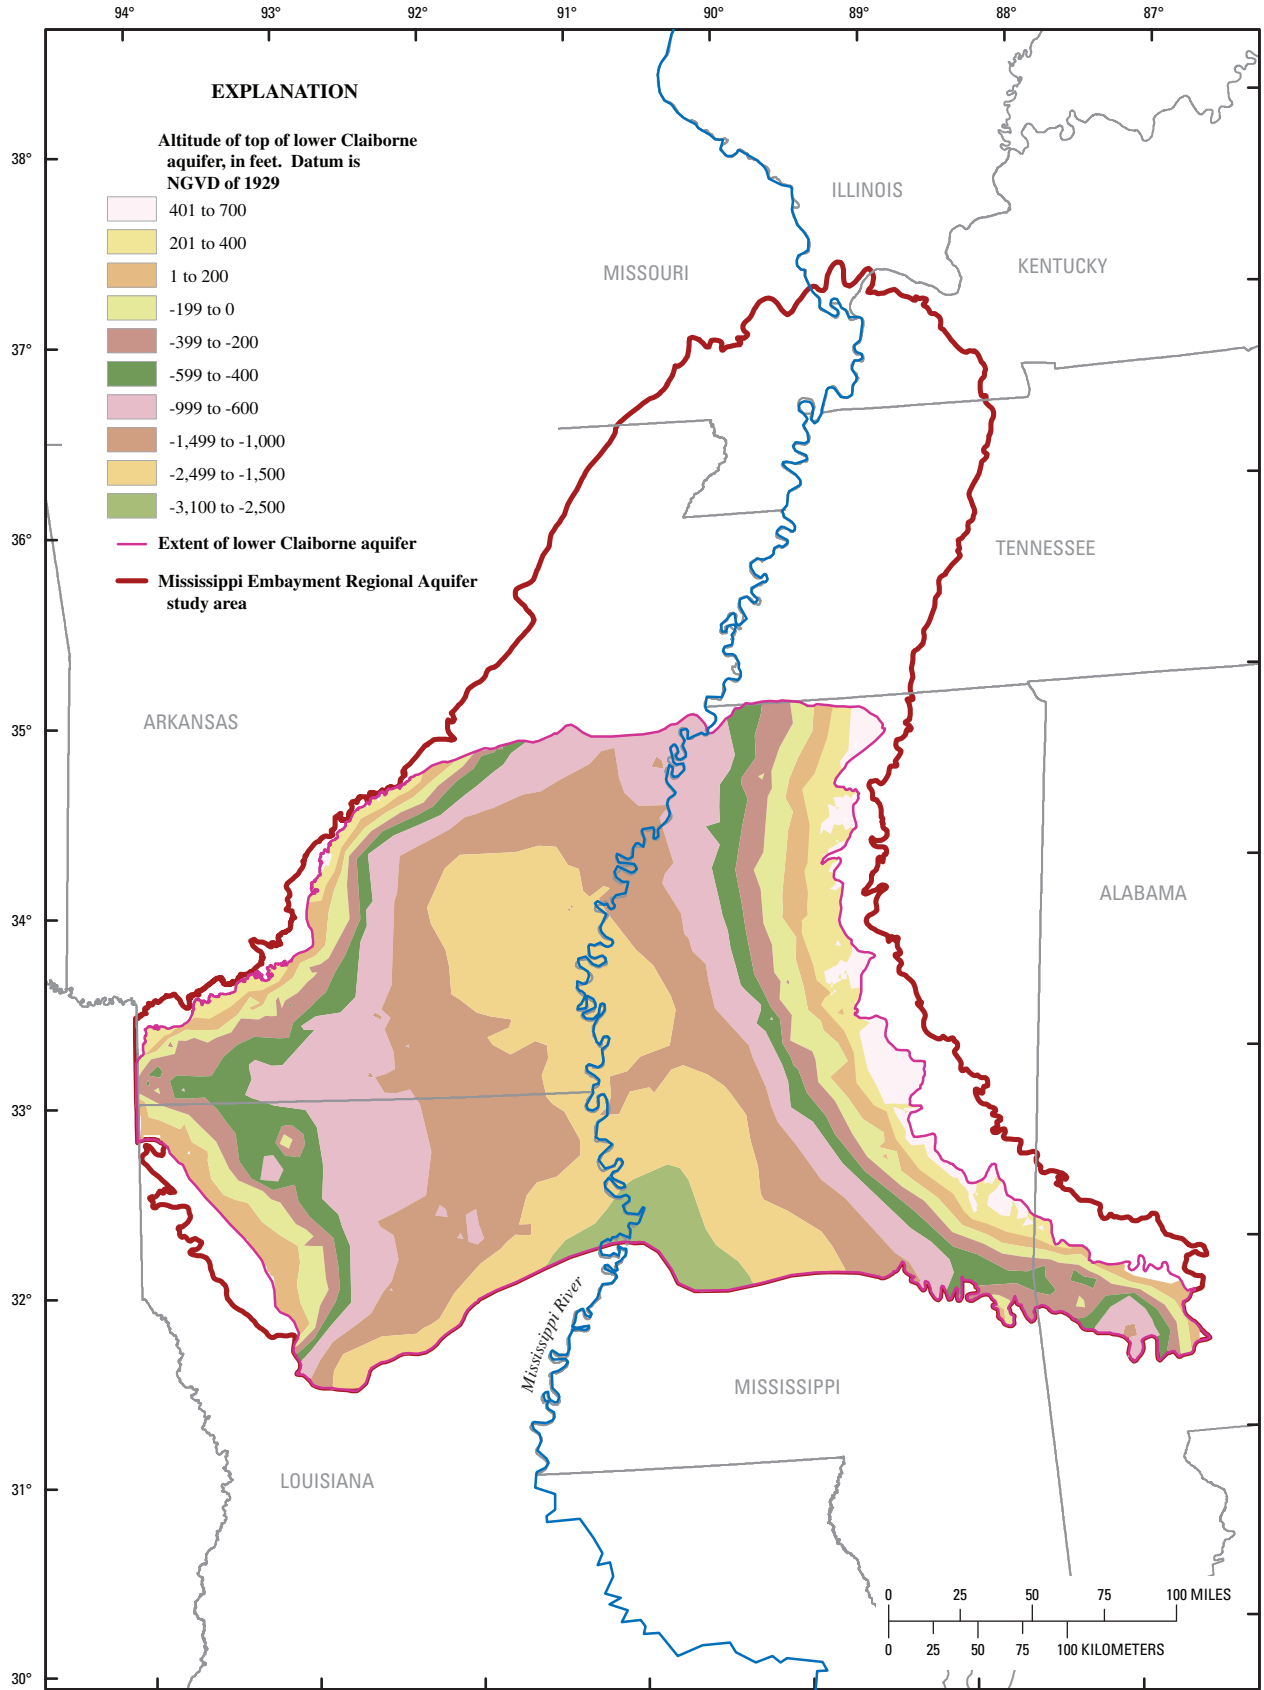 94° 93° 92° 91° 90° 89° 88° 87°
EXPLANATION
Altitude of top of lower Claiborne
aquifer, in feet. Datum is
NGVD of 1929
401 to 700
201 to 400
1 to 200
-199 to 0
-399 to -200
-599 to -400
-999 to -600
-1,499 to -1,000
-2,499 to -1,500
-3,100 to -2,500
Extent of lower Claiborne aquifer
Mississippi Embayment Regional Aquifer
study area
38°
37°
36°
35°
34°
33°
32°
31°
30°
ILLINOIS
MISSOURI
KENTUCKY
TENNESSEE
ARKANSAS
ALABAMA
Mississippi River
MISSISSIPPI
LOUISIANA
0 25 50 75 100 MILES
0 25 50 75 100 KILOMETERS